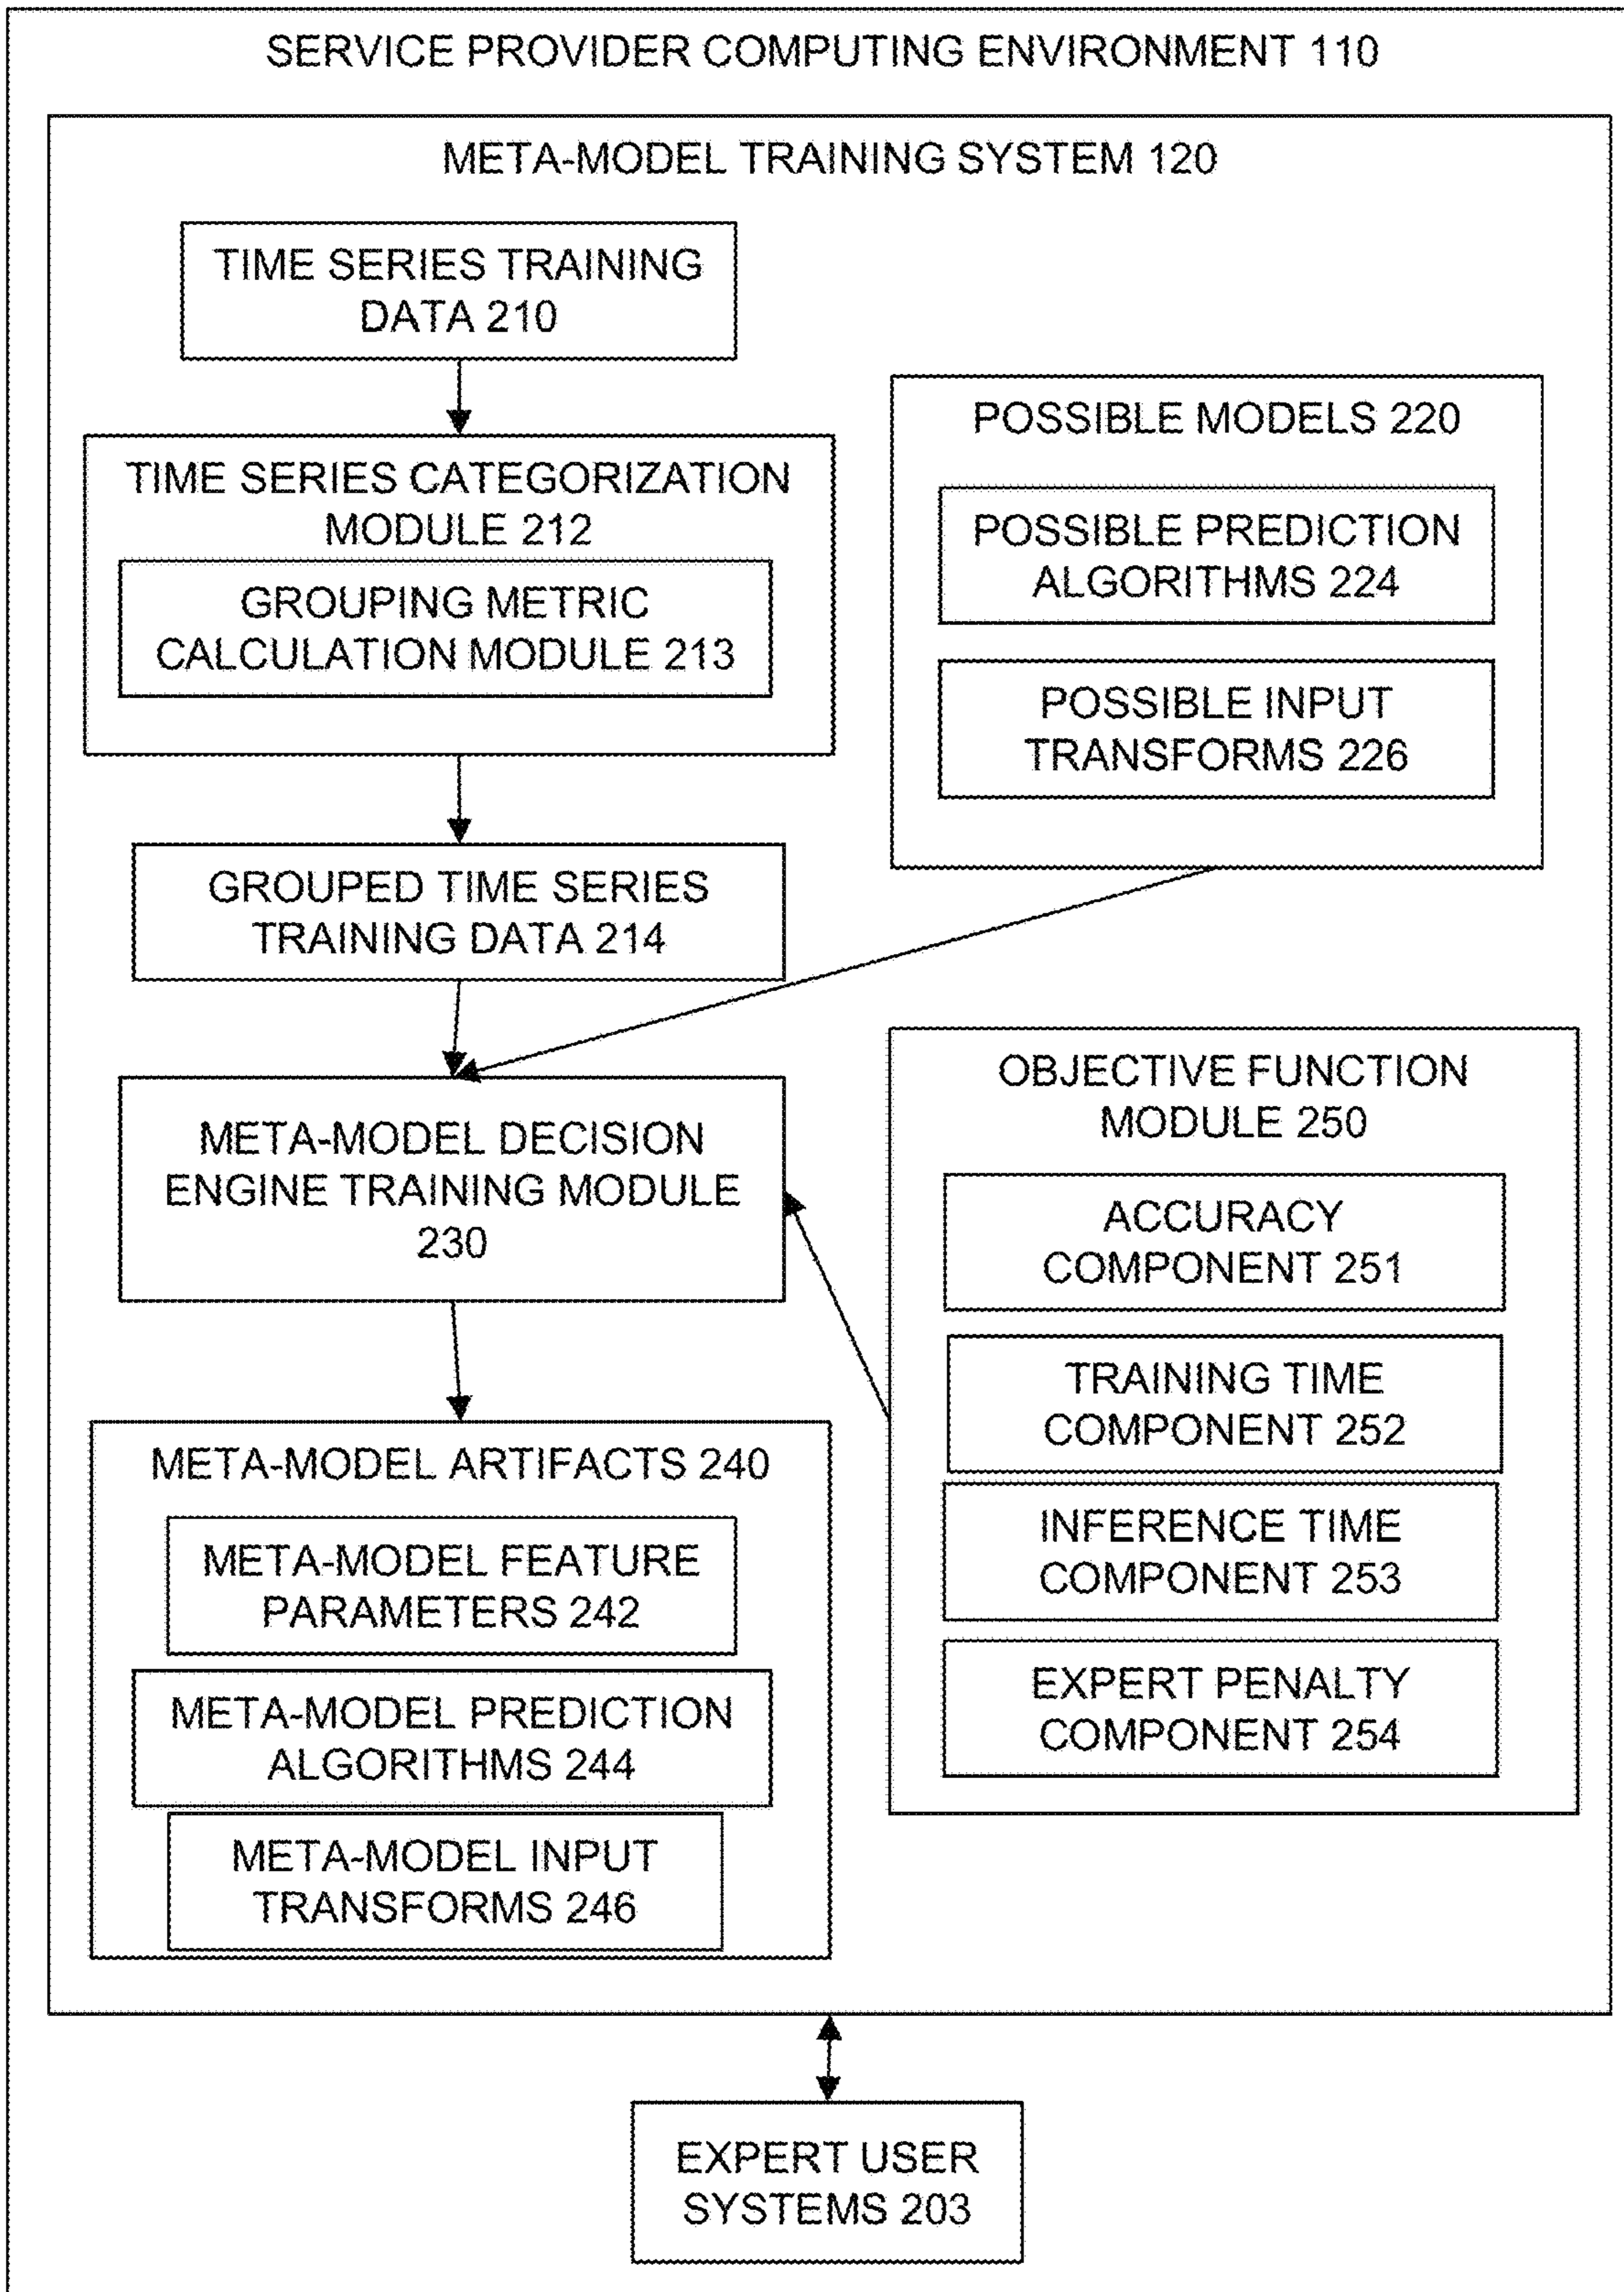 SERVICE PROVIDER COMPUTING ENVIRONMENT 110
META-MODEL TRAINING SYSTEM 120
TIME SERIES TRAINING
DATA 210
TIME SERIES CATEGORIZATION
MODULE 212
GROUPING METRIC
CALCULATION MODULE 213
GROUPED TIME SERIES
TRAINING DATA 214
POSSIBLE MODELS 220
POSSIBLE PREDICTION
ALGORITHMS 224
POSSIBLE INPUT
TRANSFORMS 226
META-MODEL DECISION
ENGINE TRAINING MODULE
230
OBJECTIVE FUNCTION
MODULE 250
ACCURACY
COMPONENT 251
TRAINING TIME
COMPONENT 252
INFERENCE TIME
COMPONENT 253
EXPERT PENALTY
COMPONENT 254
META-MODEL ARTIFACTS 240
META-MODEL FEATURE
PARAMETERS 242
META-MODEL PREDICTION
ALGORITHMS 244
META-MODEL INPUT
TRANSFORMS 246
EXPERT USER
SYSTEMS 203